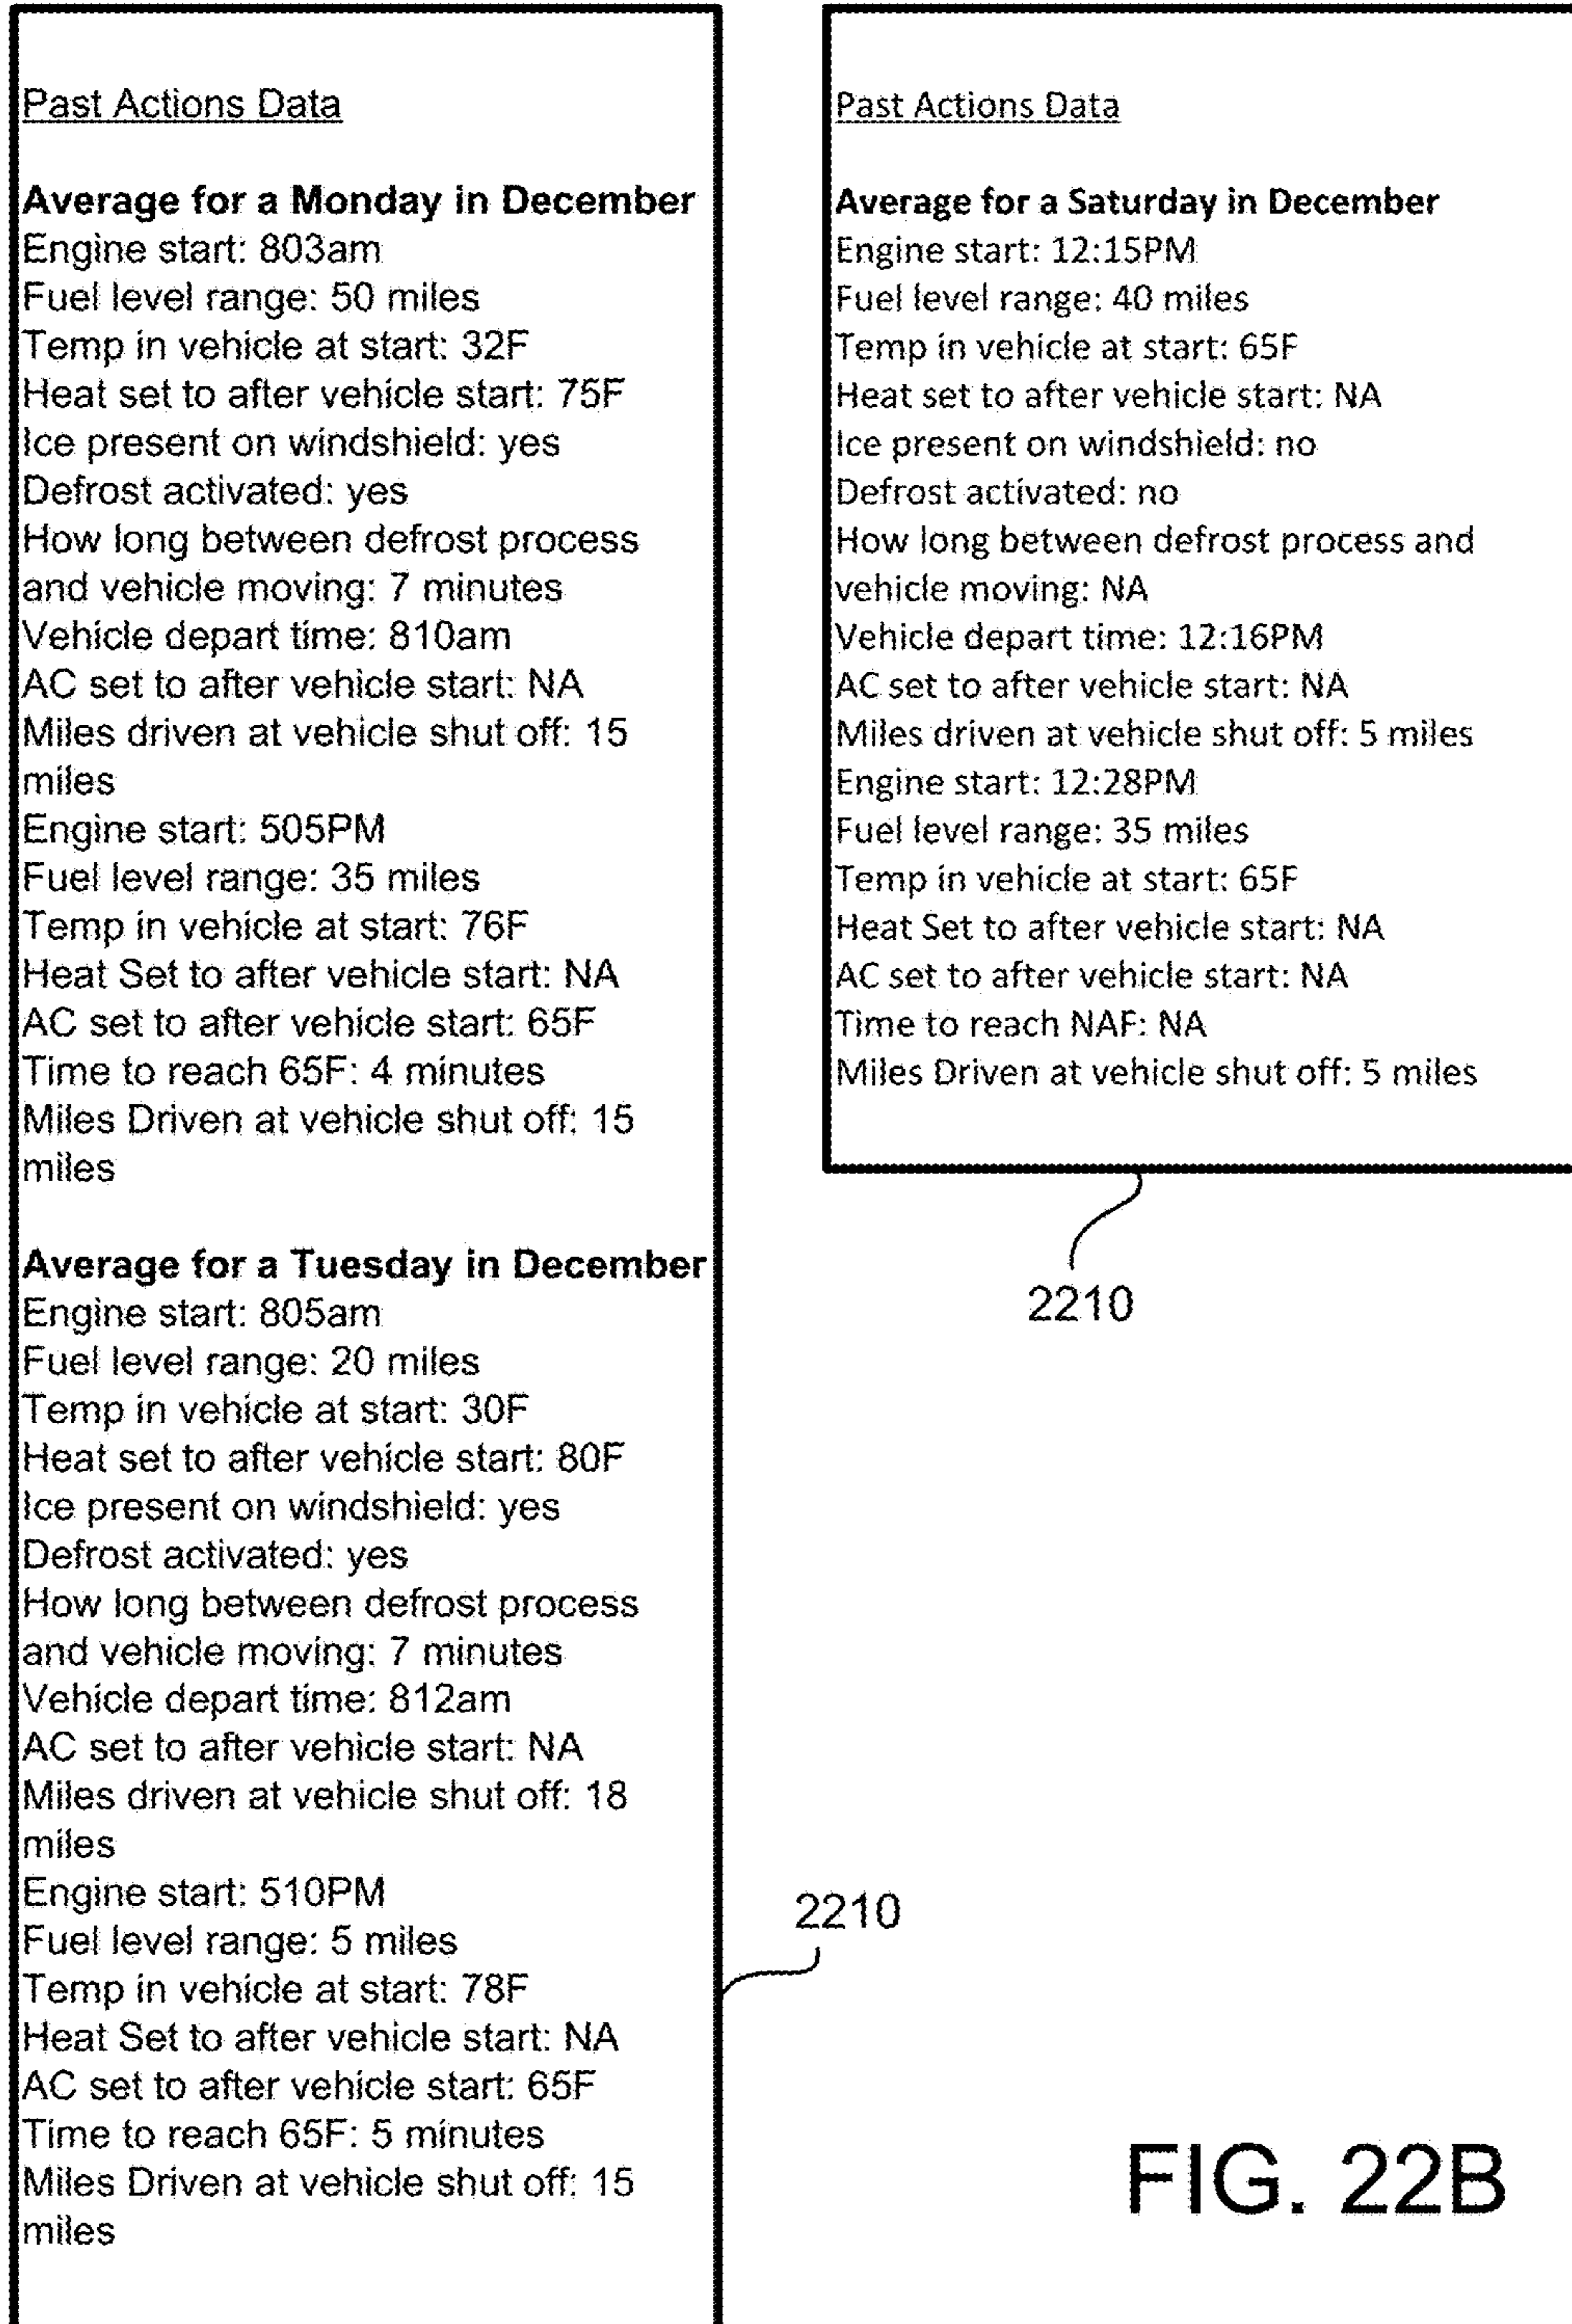 Past Actions Data
Average for a Monday in December
Engine start: 803am
Fuel level range: 50 miles
Temp in vehicle at start: 32F
Heat set to after vehicle start: 75F
Ice present on windshield: yes
Defrost activated: yes
How long between defrost process
and vehicle moving: 7 minutes
Vehicle depart time: 810am
AC set to after vehicle start: NA
Miles driven at vehicle shut off: 15
miles
Engine start: 505PM
Fuel level range: 35 miles
Temp in vehicle at start: 76F
Heat Set to after vehicle start: NA
AC set to after vehicle start: 65F
Time to reach 65F: 4 minutes
Miles Driven at vehicle shut off: 15
miles
Average for a Tuesday in December
Engine start: 805am
Fuel level range: 20 miles
Temp in vehicle at start: 30F
Heat set to after vehicle start: 80F
Ice present on windshield: yes
Defrost activated: yes
How long between defrost process
and vehicle moving: 7 minutes
Vehicle depart time: 812am
AC set to after vehicle start: NA
Miles driven at vehicle shut off: 18
miles
Engine start: 510PM
Fuel level range: 5 miles
Temp in vehicle at start: 78F
Heat Set to after vehicle start: NA
AC set to after vehicle start: 65F
Time to reach 65F: 5 minutes
Miles Driven at vehicle shut off: 15
miles
2210
Past Actions Data
Average for a Saturday in December
Engine start: 12:15PM
Fuel level range: 40 miles
Temp in vehicle at start: 65F
Heat set to after vehicle start: NA
Ice present on windshield: no
Defrost activated: no
How long between defrost process and
vehicle moving: NA
Vehicle depart time: 12:16PM
AC set to after vehicle start: NA
Miles driven at vehicle shut off: 5 miles
Engine start: 12:28PM
Fuel level range: 35 miles
Temp in vehicle at start: 65F
Heat Set to after vehicle start: NA
AC set to after vehicle start: NA
Time to reach NAF: NA
Miles Driven at vehicle shut off: 5 miles
2210
FIG. 22B